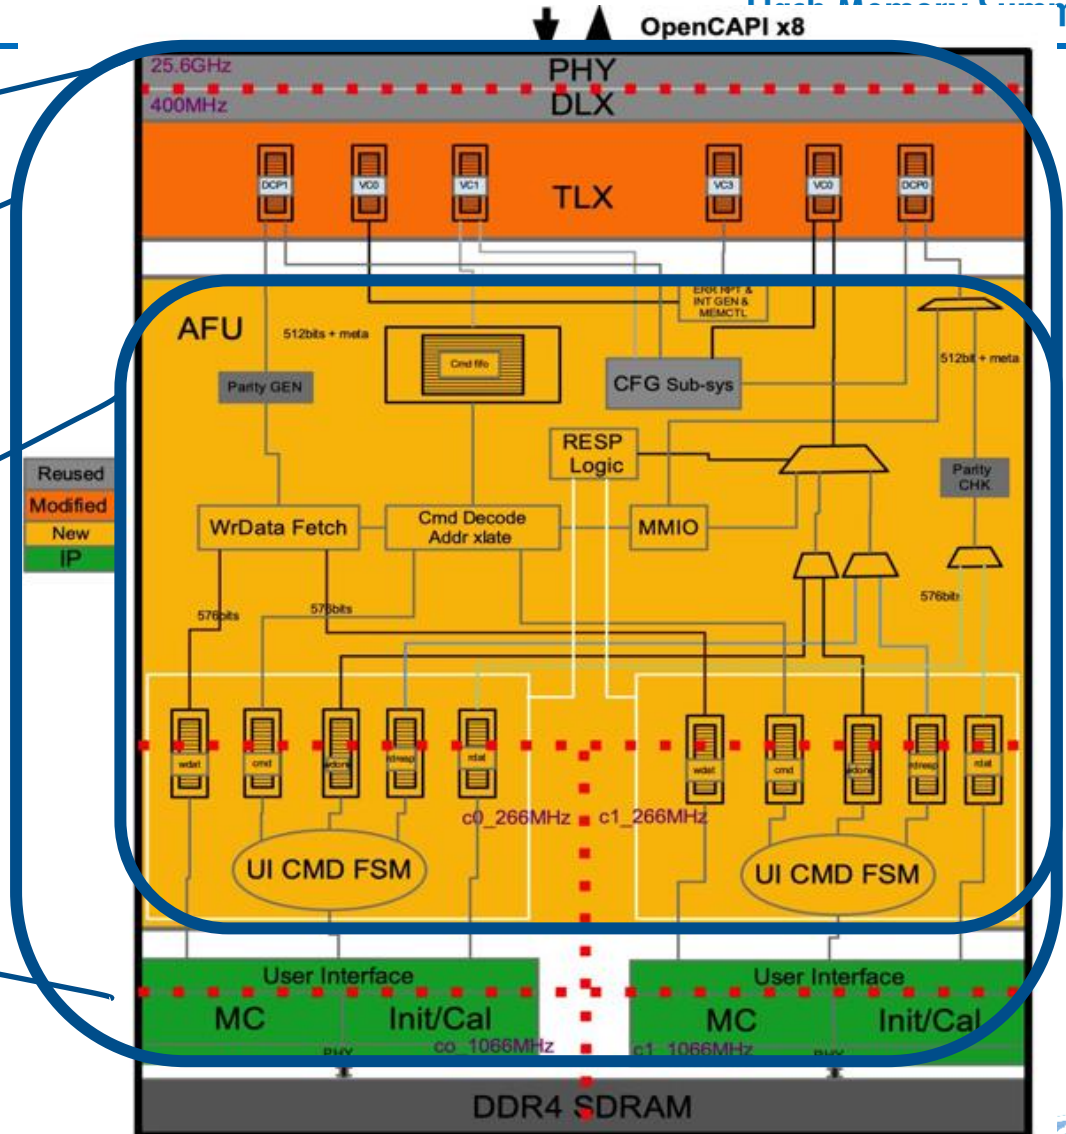 OpenCAPI x8
25.6GHz
PHY
400MHz
DLX
DCP1
VC0
VC1
TLX
VC3
VC0
DCP0
ERR RPT &
INT GEN &
MEMCTL
AFU
512bits + meta
Cmd fifo
512bit + meta
Parity GEN
CFG Sub-sys
RESP
Logic
Parity
CHK
Reused
Modified
New
IP
WrData Fetch
Cmd Decode
Addr xlate
MMIO
576bits
576bits
576bits
wdat
cmd
wdone
rdresp
rdat
wdat
cmd
wdone
rdresp
rdat
c0_266MHz
c1_266MHz
UI CMD FSM
UI CMD FSM
User Interface
User Interface
MC
Init/Cal
MC
Init/Cal
PHY
co_1066MHz
c1_1066MHz
PHY
DDR4 SDRAM